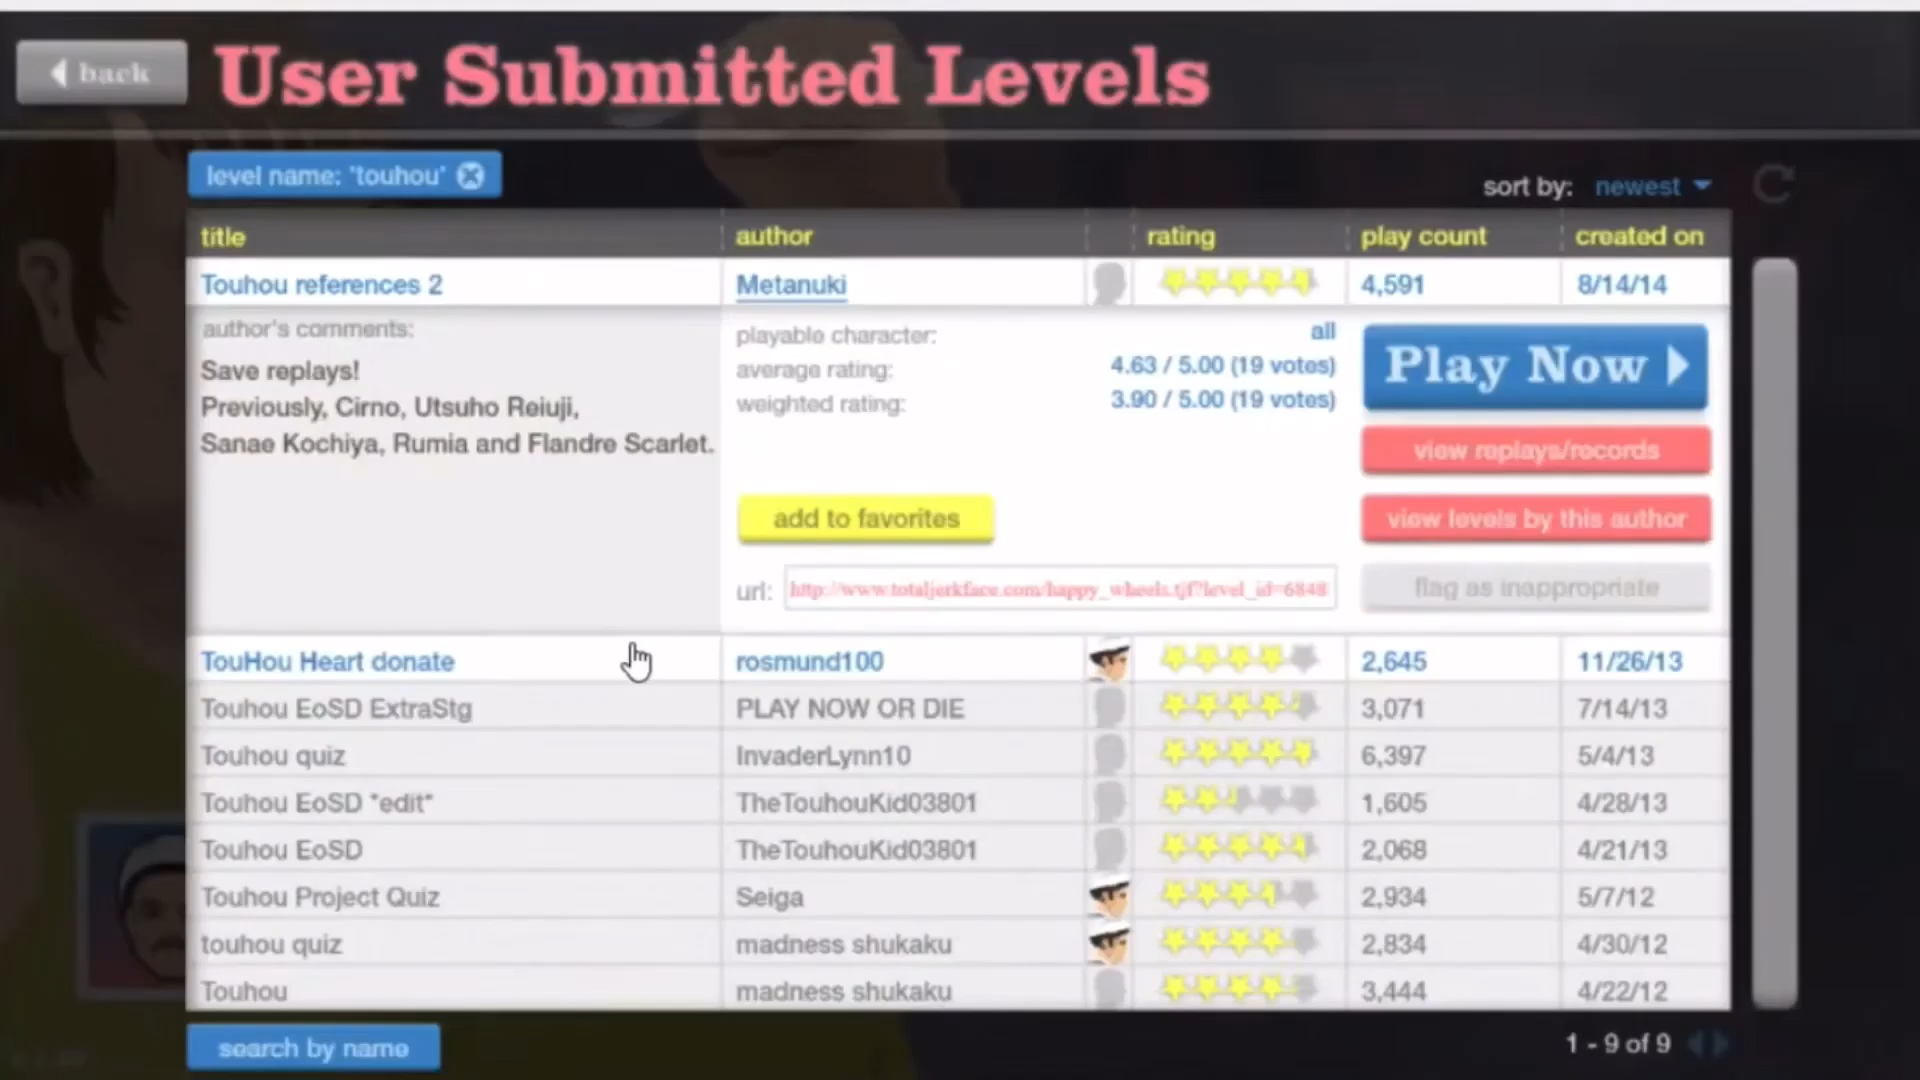 back
User Submitted Levels
level name: 'touhou'
sort by: newest
title author rating play count created on
Touhou references 2 Metanuki 4,591 8/14/14
author's comments:
Save replays!
Previously, Cirno, Utsuho Reiuji,
Sanae Kochiya, Rumia and Flandre Scarlet.
playable character: all
average rating: 4.63 / 5.00 (19 votes)
weighted rating: 3.90 / 5.00 (19 votes)
add to favorites
url: http://www.totaljerkface.com/happy_wheels.tjf?level_id=6848
Play Now
view replays/records
view levels by this author
flag as inappropriate
TouHou Heart donate rosmund100 2,645 11/26/13
Touhou EoSD ExtraStg PLAY NOW OR DIE 3,071 7/14/13
Touhou quiz InvaderLynn10 6,397 5/4/13
Touhou EoSD "edit" TheTouhouKid03801 1,605 4/28/13
Touhou EoSD TheTouhouKid03801 2,068 4/21/13
Touhou Project Quiz Seiga 2,934 5/7/12
touhou quiz madness shukaku 2,834 4/30/12
Touhou madness shukaku 3,444 4/22/12
search by name
1 - 9 of 9